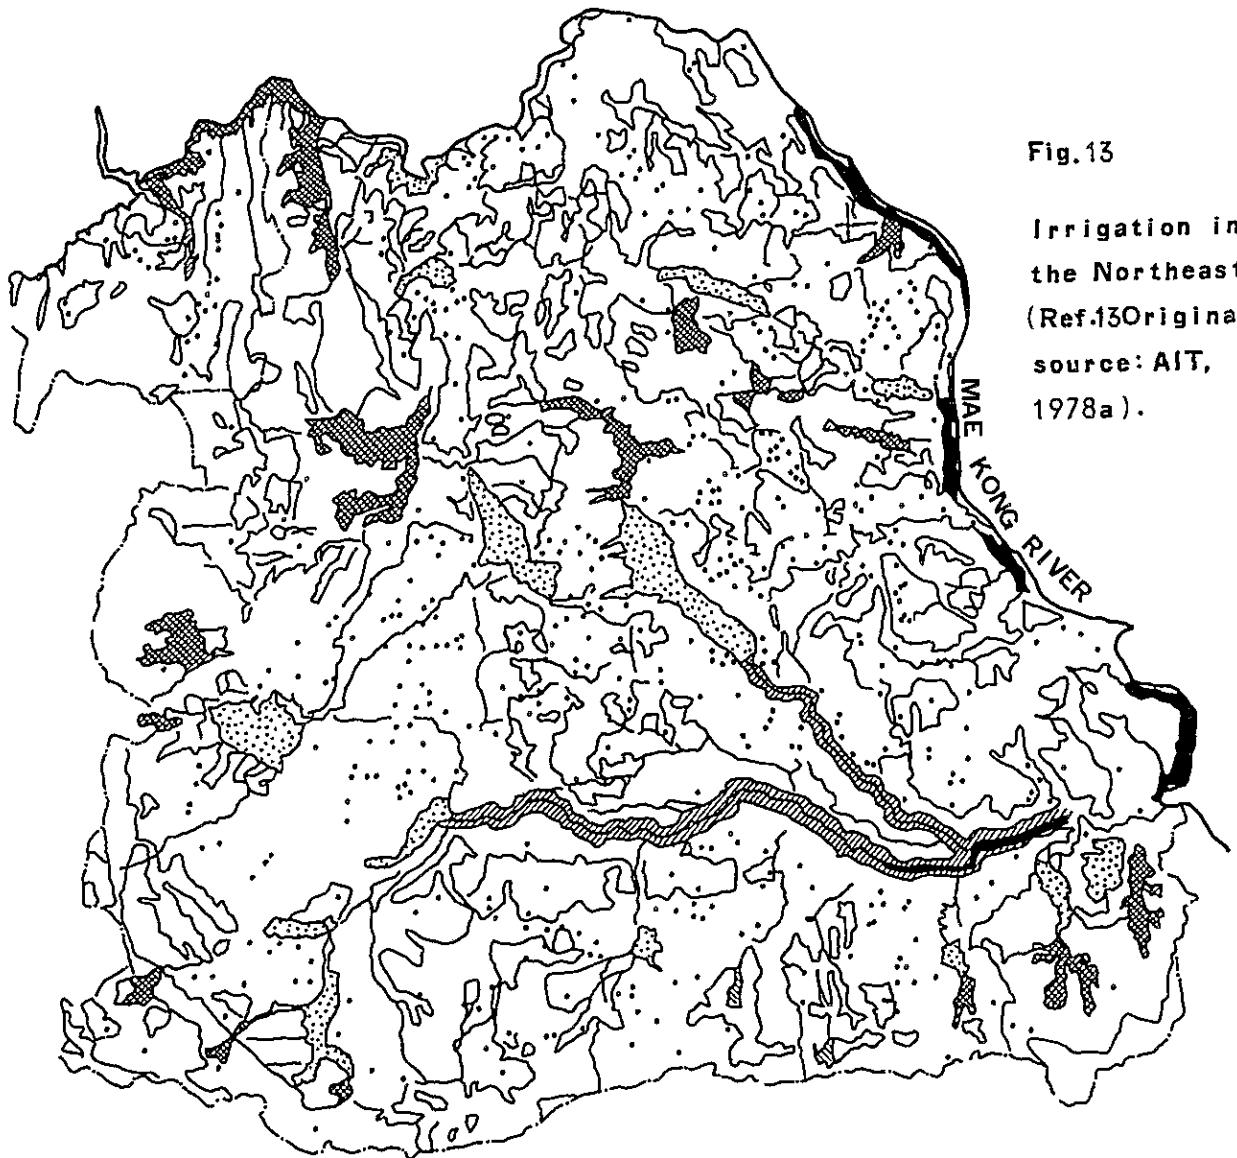 Fig.13
Irrigation in
the Northeast
(Ref.13Origina
source: AIT,
1978a).
MAE KONG RIVER